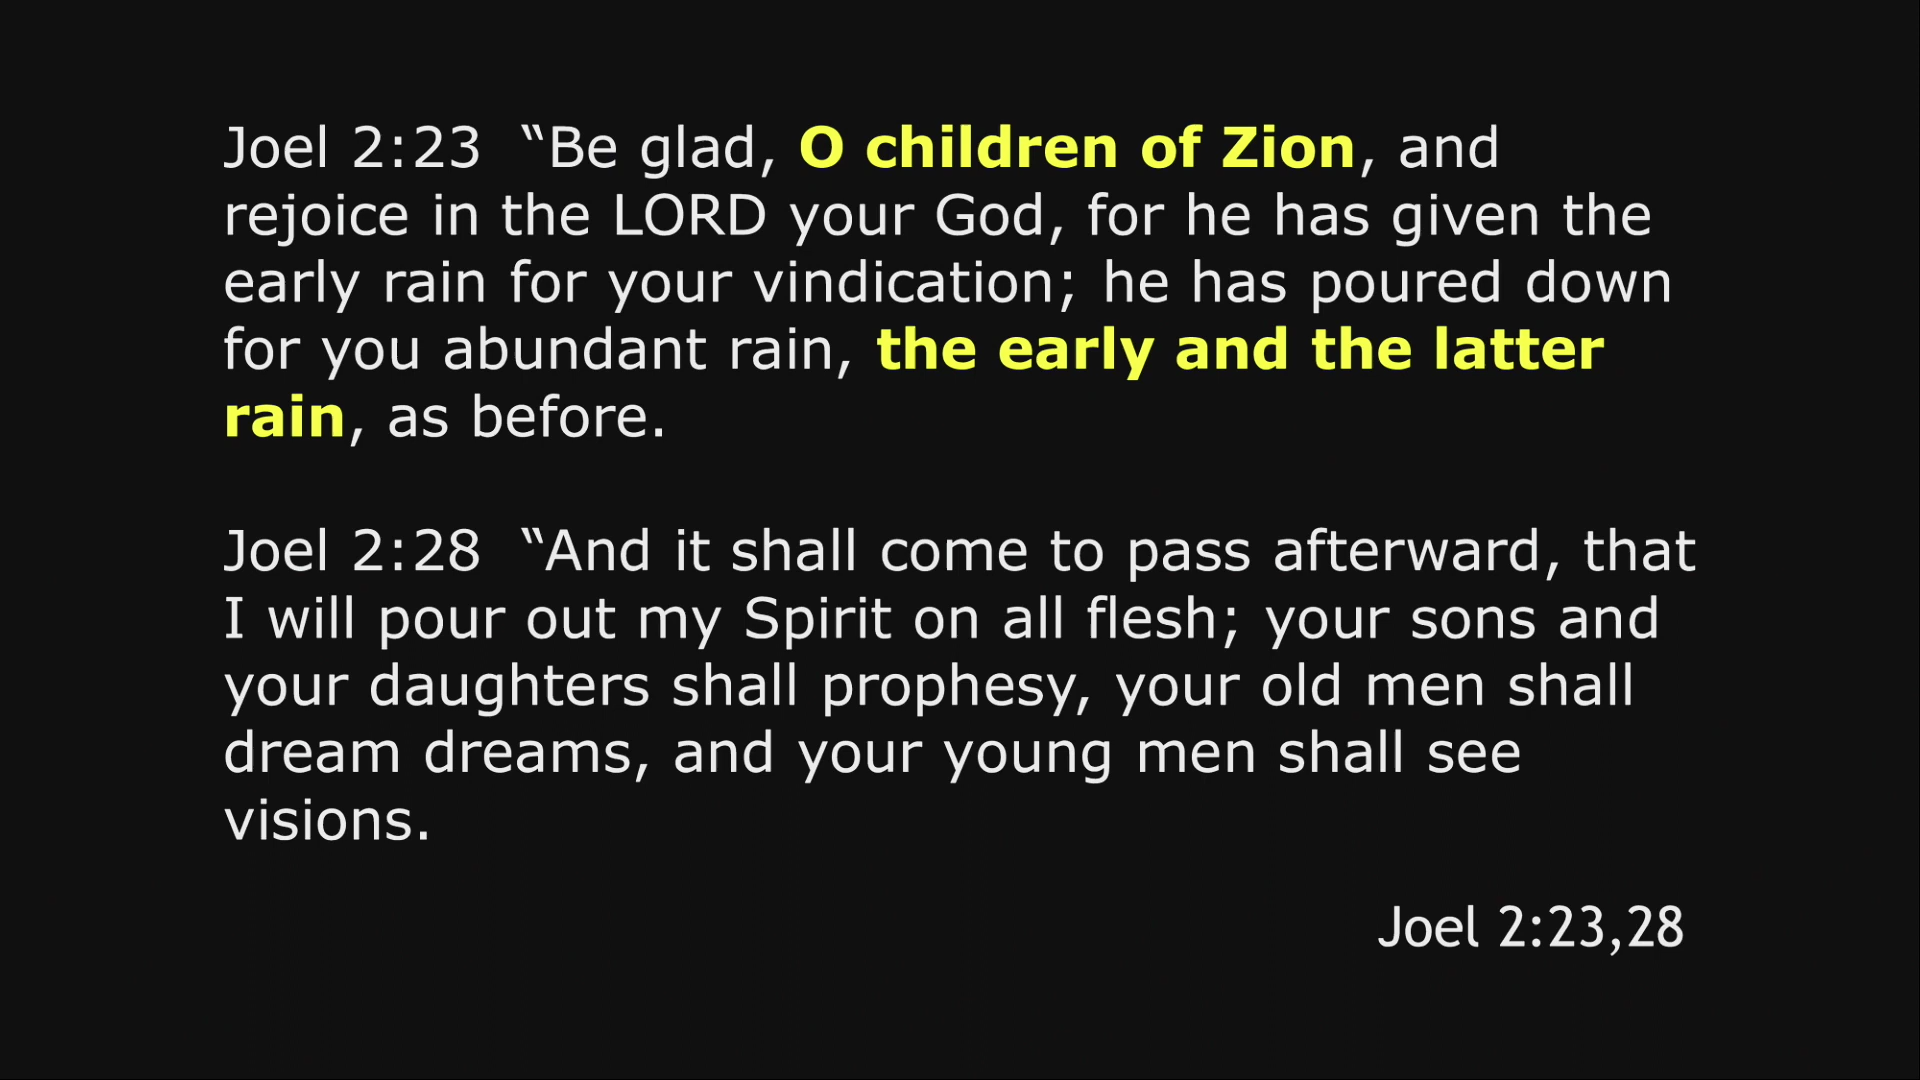 Joel 2:23  “Be glad, O children of Zion, and
rejoice in the LORD your God, for he has given the
early rain for your vindication; he has poured down
for you abundant rain, the early and the latter
rain, as before.
Joel 2:28  “And it shall come to pass afterward, that
I will pour out my Spirit on all flesh; your sons and
your daughters shall prophesy, your old men shall
dream dreams, and your young men shall see
visions.
Joel 2:23,28